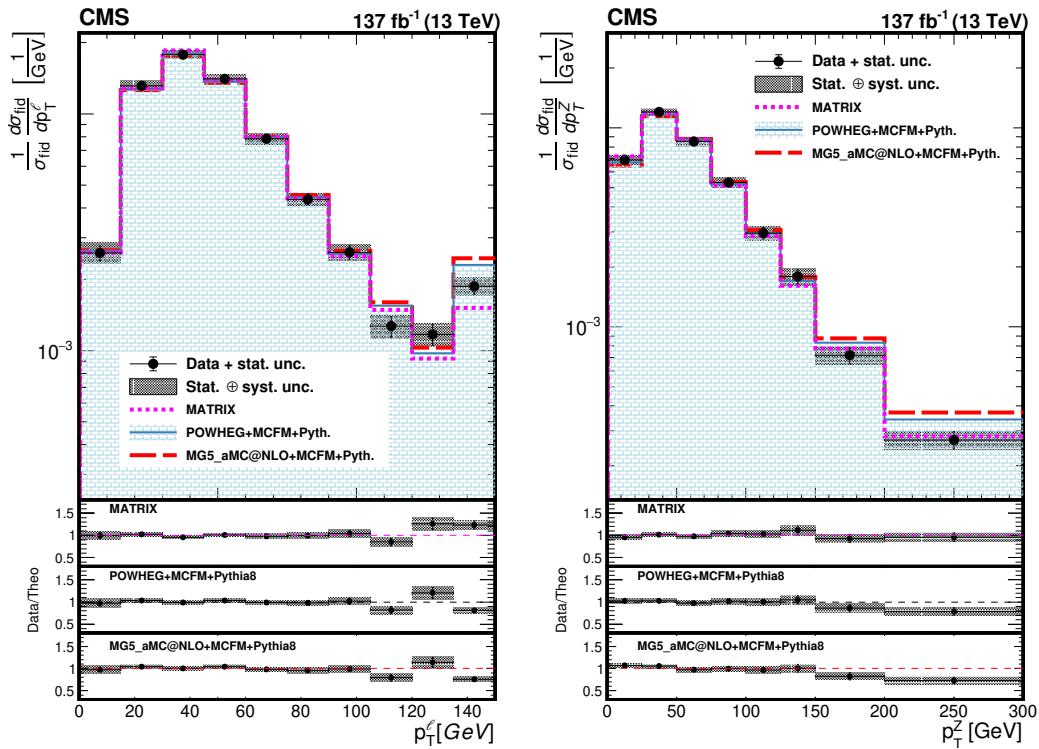 CMS 137 fb⁻¹ (13 TeV)
1/σfid dσfid/dpTℓ [1/GeV]
10⁻³
Data + stat. unc.
Stat. ⊕ syst. unc.
MATRIX
POWHEG+MCFM+Pyth.
MG5_aMC@NLO+MCFM+Pyth.
Data/Theo
MATRIX
1.5
1
0.5
POWHEG+MCFM+Pythia8
1.5
1
0.5
MG5_aMC@NLO+MCFM+Pythia8
1.5
1
0.5
0 20 40 60 80 100 120 140
pTℓ [GeV]
CMS 137 fb⁻¹ (13 TeV)
1/σfid dσfid/dpTZ [1/GeV]
Data + stat. unc.
Stat. ⊕ syst. unc.
MATRIX
POWHEG+MCFM+Pyth.
MG5_aMC@NLO+MCFM+Pyth.
10⁻³
Data/Theo
MATRIX
1.5
1
0.5
POWHEG+MCFM+Pythia8
1.5
1
0.5
MG5_aMC@NLO+MCFM+Pythia8
1.5
1
0.5
0 50 100 150 200 250 300
pTZ [GeV]